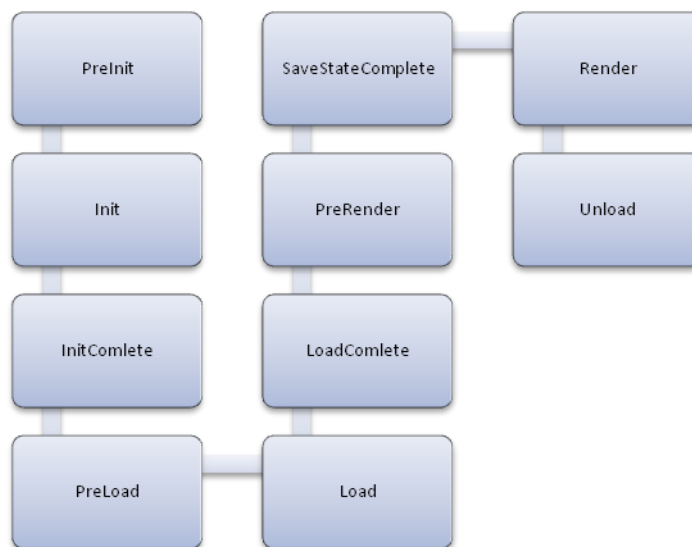 PreInit
Init
InitComlete
PreLoad
Load
LoadComlete
PreRender
SaveStateComplete
Render
Unload